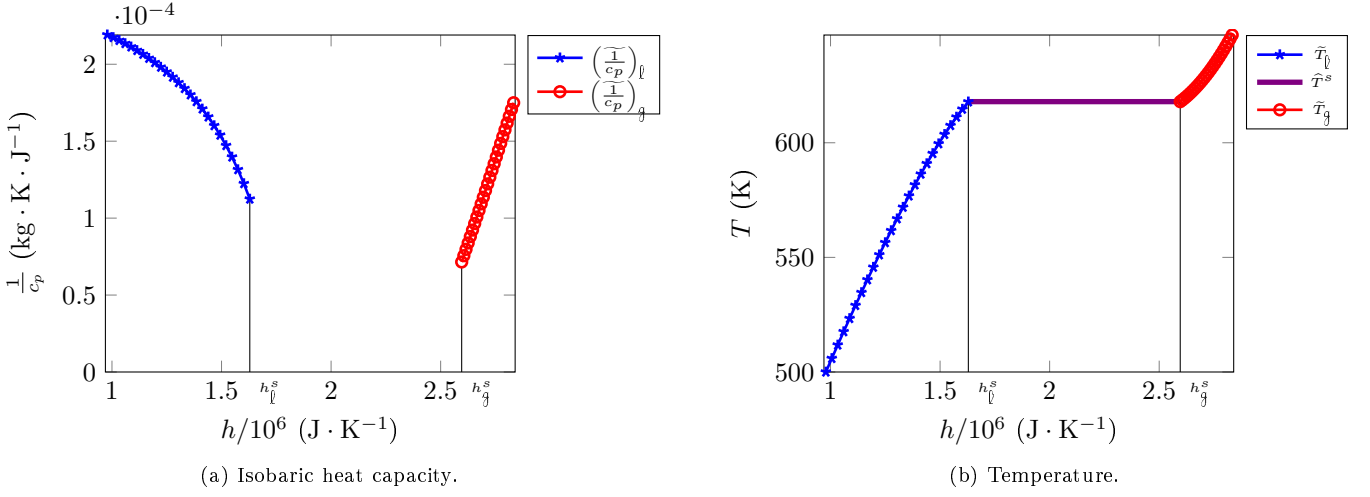 ·10⁻⁴
2
1.5
1
0.5
0
1/c_p (kg · K · J⁻¹)
1
1.5
2
2.5
h^s_ℓ
h^s_g
h/10⁶ (J · K⁻¹)
(1/c_p)~_ℓ
(1/c_p)~_g
(a) Isobaric heat capacity.
600
550
500
T (K)
1
1.5
2
2.5
h^s_ℓ
h^s_g
h/10⁶ (J · K⁻¹)
T̃_ℓ
T̂^s
T̃_g
(b) Temperature.